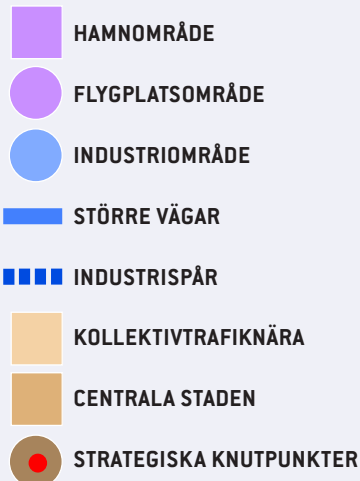 HAMNOMRÅDE
FLYGPLATSOMRÅDE
INDUSTRIOMRÅDE
STÖRRE VÄGAR
INDUSTRISPÅR
KOLLEKTIVTRAFIKNÄRA
CENTRALA STADEN
STRATEGISKA KNUTPUNKTER